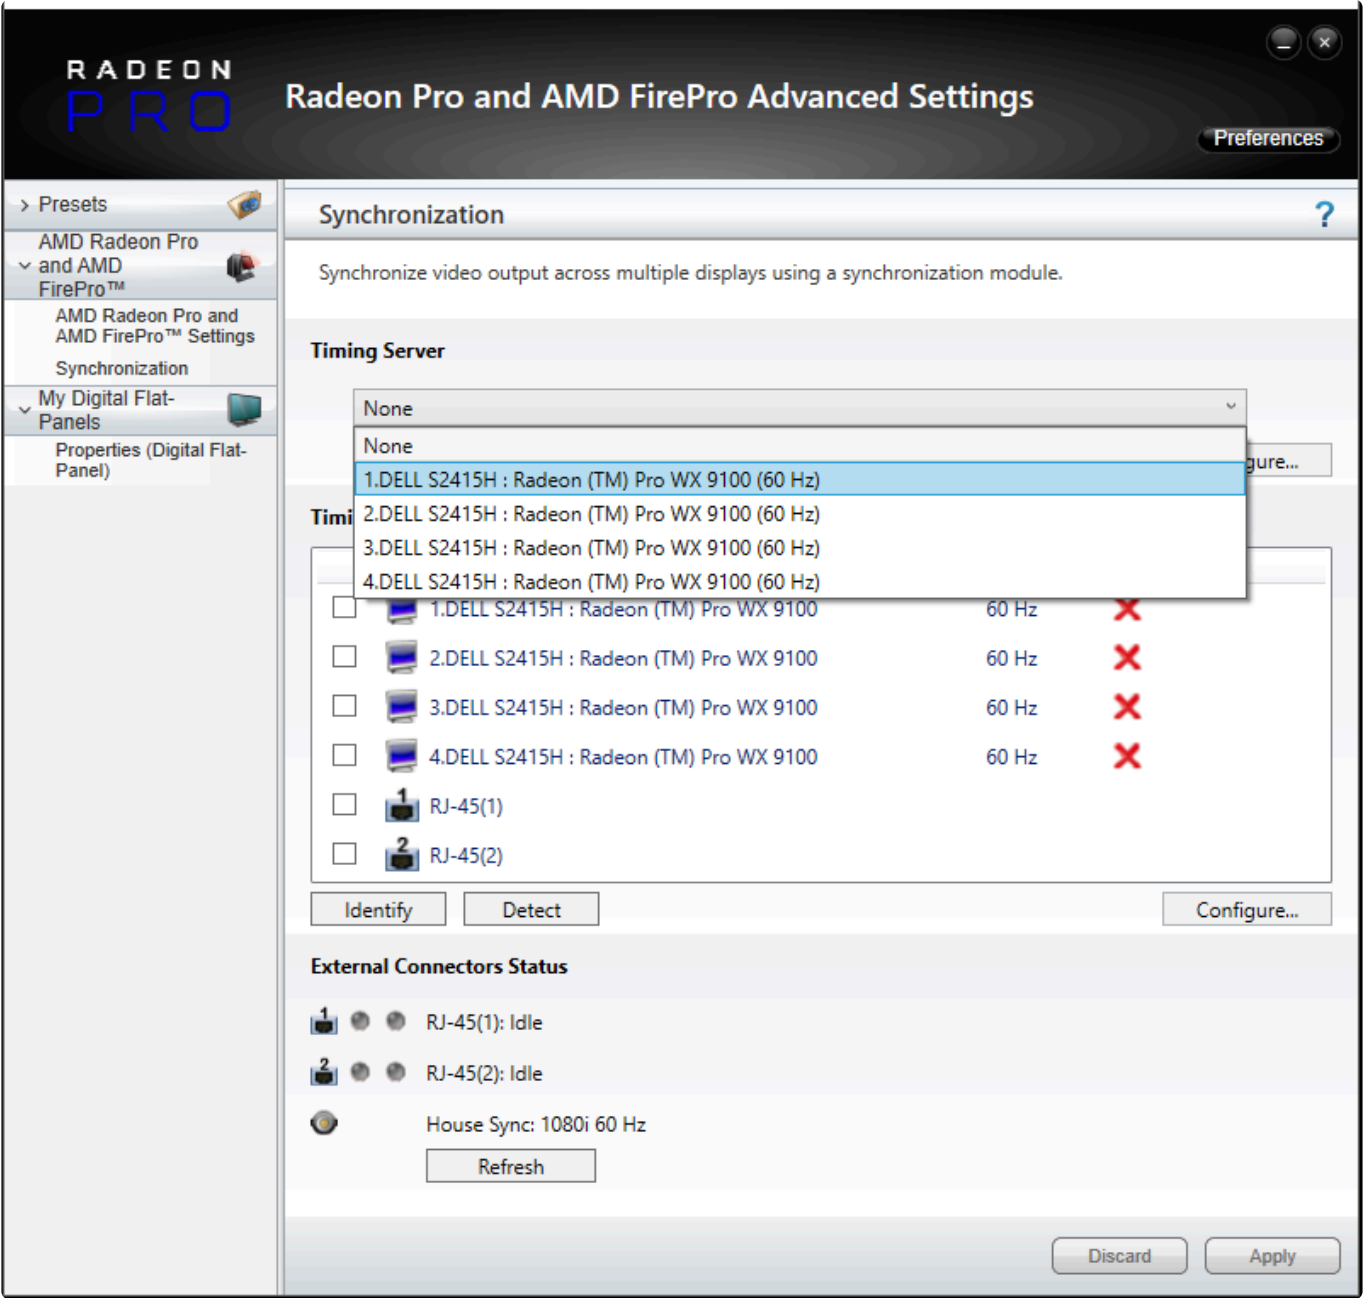 RADEON
PRO
Radeon Pro and AMD FirePro Advanced Settings
Preferences
Presets
AMD Radeon Pro
and AMD
FirePro™
AMD Radeon Pro and
AMD FirePro™ Settings
Synchronization
My Digital Flat-
Panels
Properties (Digital Flat-
Panel)
Synchronization
?
Synchronize video output across multiple displays using a synchronization module.
Timing Server
None
None
1.DELL S2415H : Radeon (TM) Pro WX 9100 (60 Hz)
2.DELL S2415H : Radeon (TM) Pro WX 9100 (60 Hz)
3.DELL S2415H : Radeon (TM) Pro WX 9100 (60 Hz)
4.DELL S2415H : Radeon (TM) Pro WX 9100 (60 Hz)
gure...
Timi
1.DELL S2415H : Radeon (TM) Pro WX 9100 60 Hz
2.DELL S2415H : Radeon (TM) Pro WX 9100 60 Hz
3.DELL S2415H : Radeon (TM) Pro WX 9100 60 Hz
4.DELL S2415H : Radeon (TM) Pro WX 9100 60 Hz
1 RJ-45(1)
2 RJ-45(2)
Identify Detect Configure...
External Connectors Status
1 RJ-45(1): Idle
2 RJ-45(2): Idle
House Sync: 1080i 60 Hz
Refresh
Discard Apply